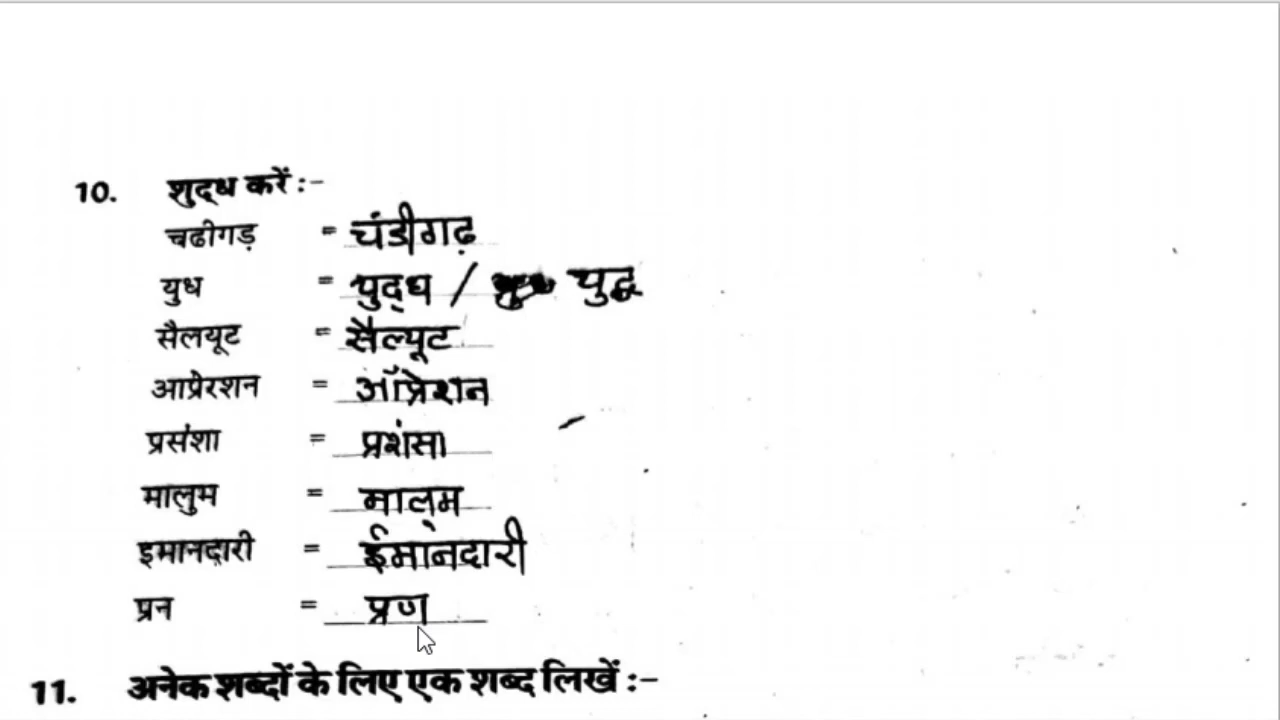 10. शुद्ध करें :-
चढीगड़ = चंडीगढ़
युध = युद्ध / युद्ध
सैलयूट = सैल्यूट
आप्रेरशन = ऑप्रेशन
प्रसंशा = प्रशंसा
मालुम = मालूम
इमानदारी = ईमानदारी
प्रन = प्रण
11. अनेक शब्दों के लिए एक शब्द लिखें :-